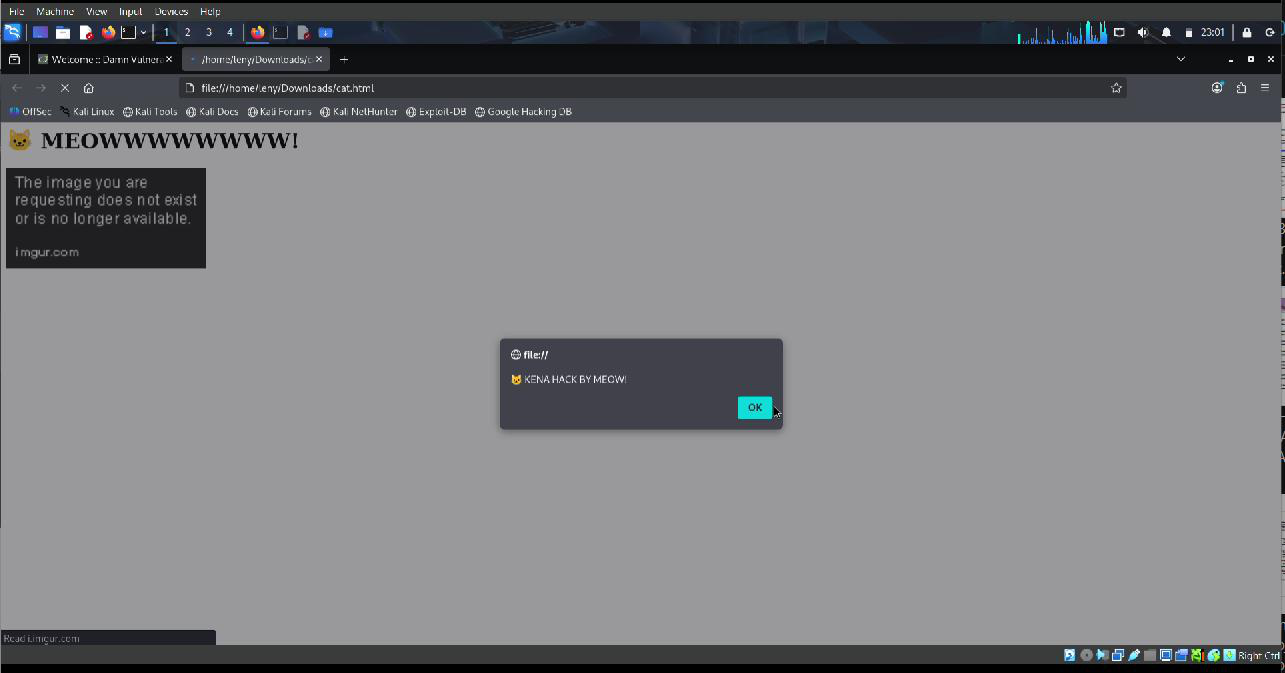 File Machine View Input Devices Help
1 2 3 4 23:01
Welcome :: Damn Vulnera × /home/leny/Downloads/c ×
file:///home/leny/Downloads/cat.html
OffSec Kali Linux Kali Tools Kali Docs Kali Forums Kali NetHunter Exploit-DB Google Hacking DB
🐱 MEOWWWWWWWW!
The image you are
requesting does not exist
or is no longer available.
imgur.com
file://
🐱 KENA HACK BY MEOW!
OK
Read i.imgur.com
Right Ctrl